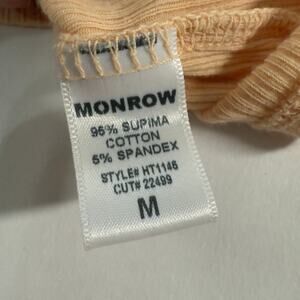 MONROW
95% SUPIMA
COTTON
5% SPANDEX
STYLE# HT1146
CUT# 22499
M